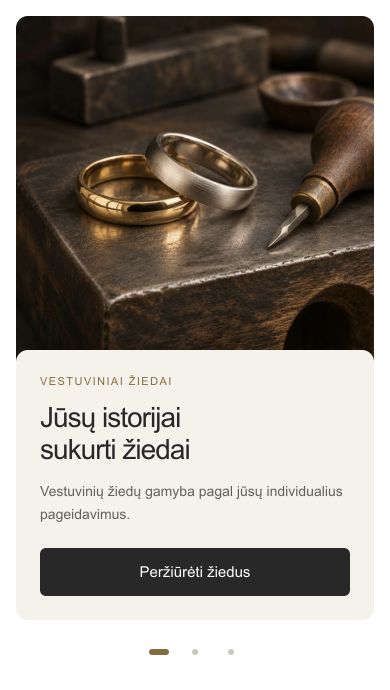 VESTUVINIAI ŽIEDAI
Jūsų istorijai
sukurti žiedai
Vestuvinių žiedų gamyba pagal jūsų individualius
pageidavimus.
Peržiūrėti žiedus